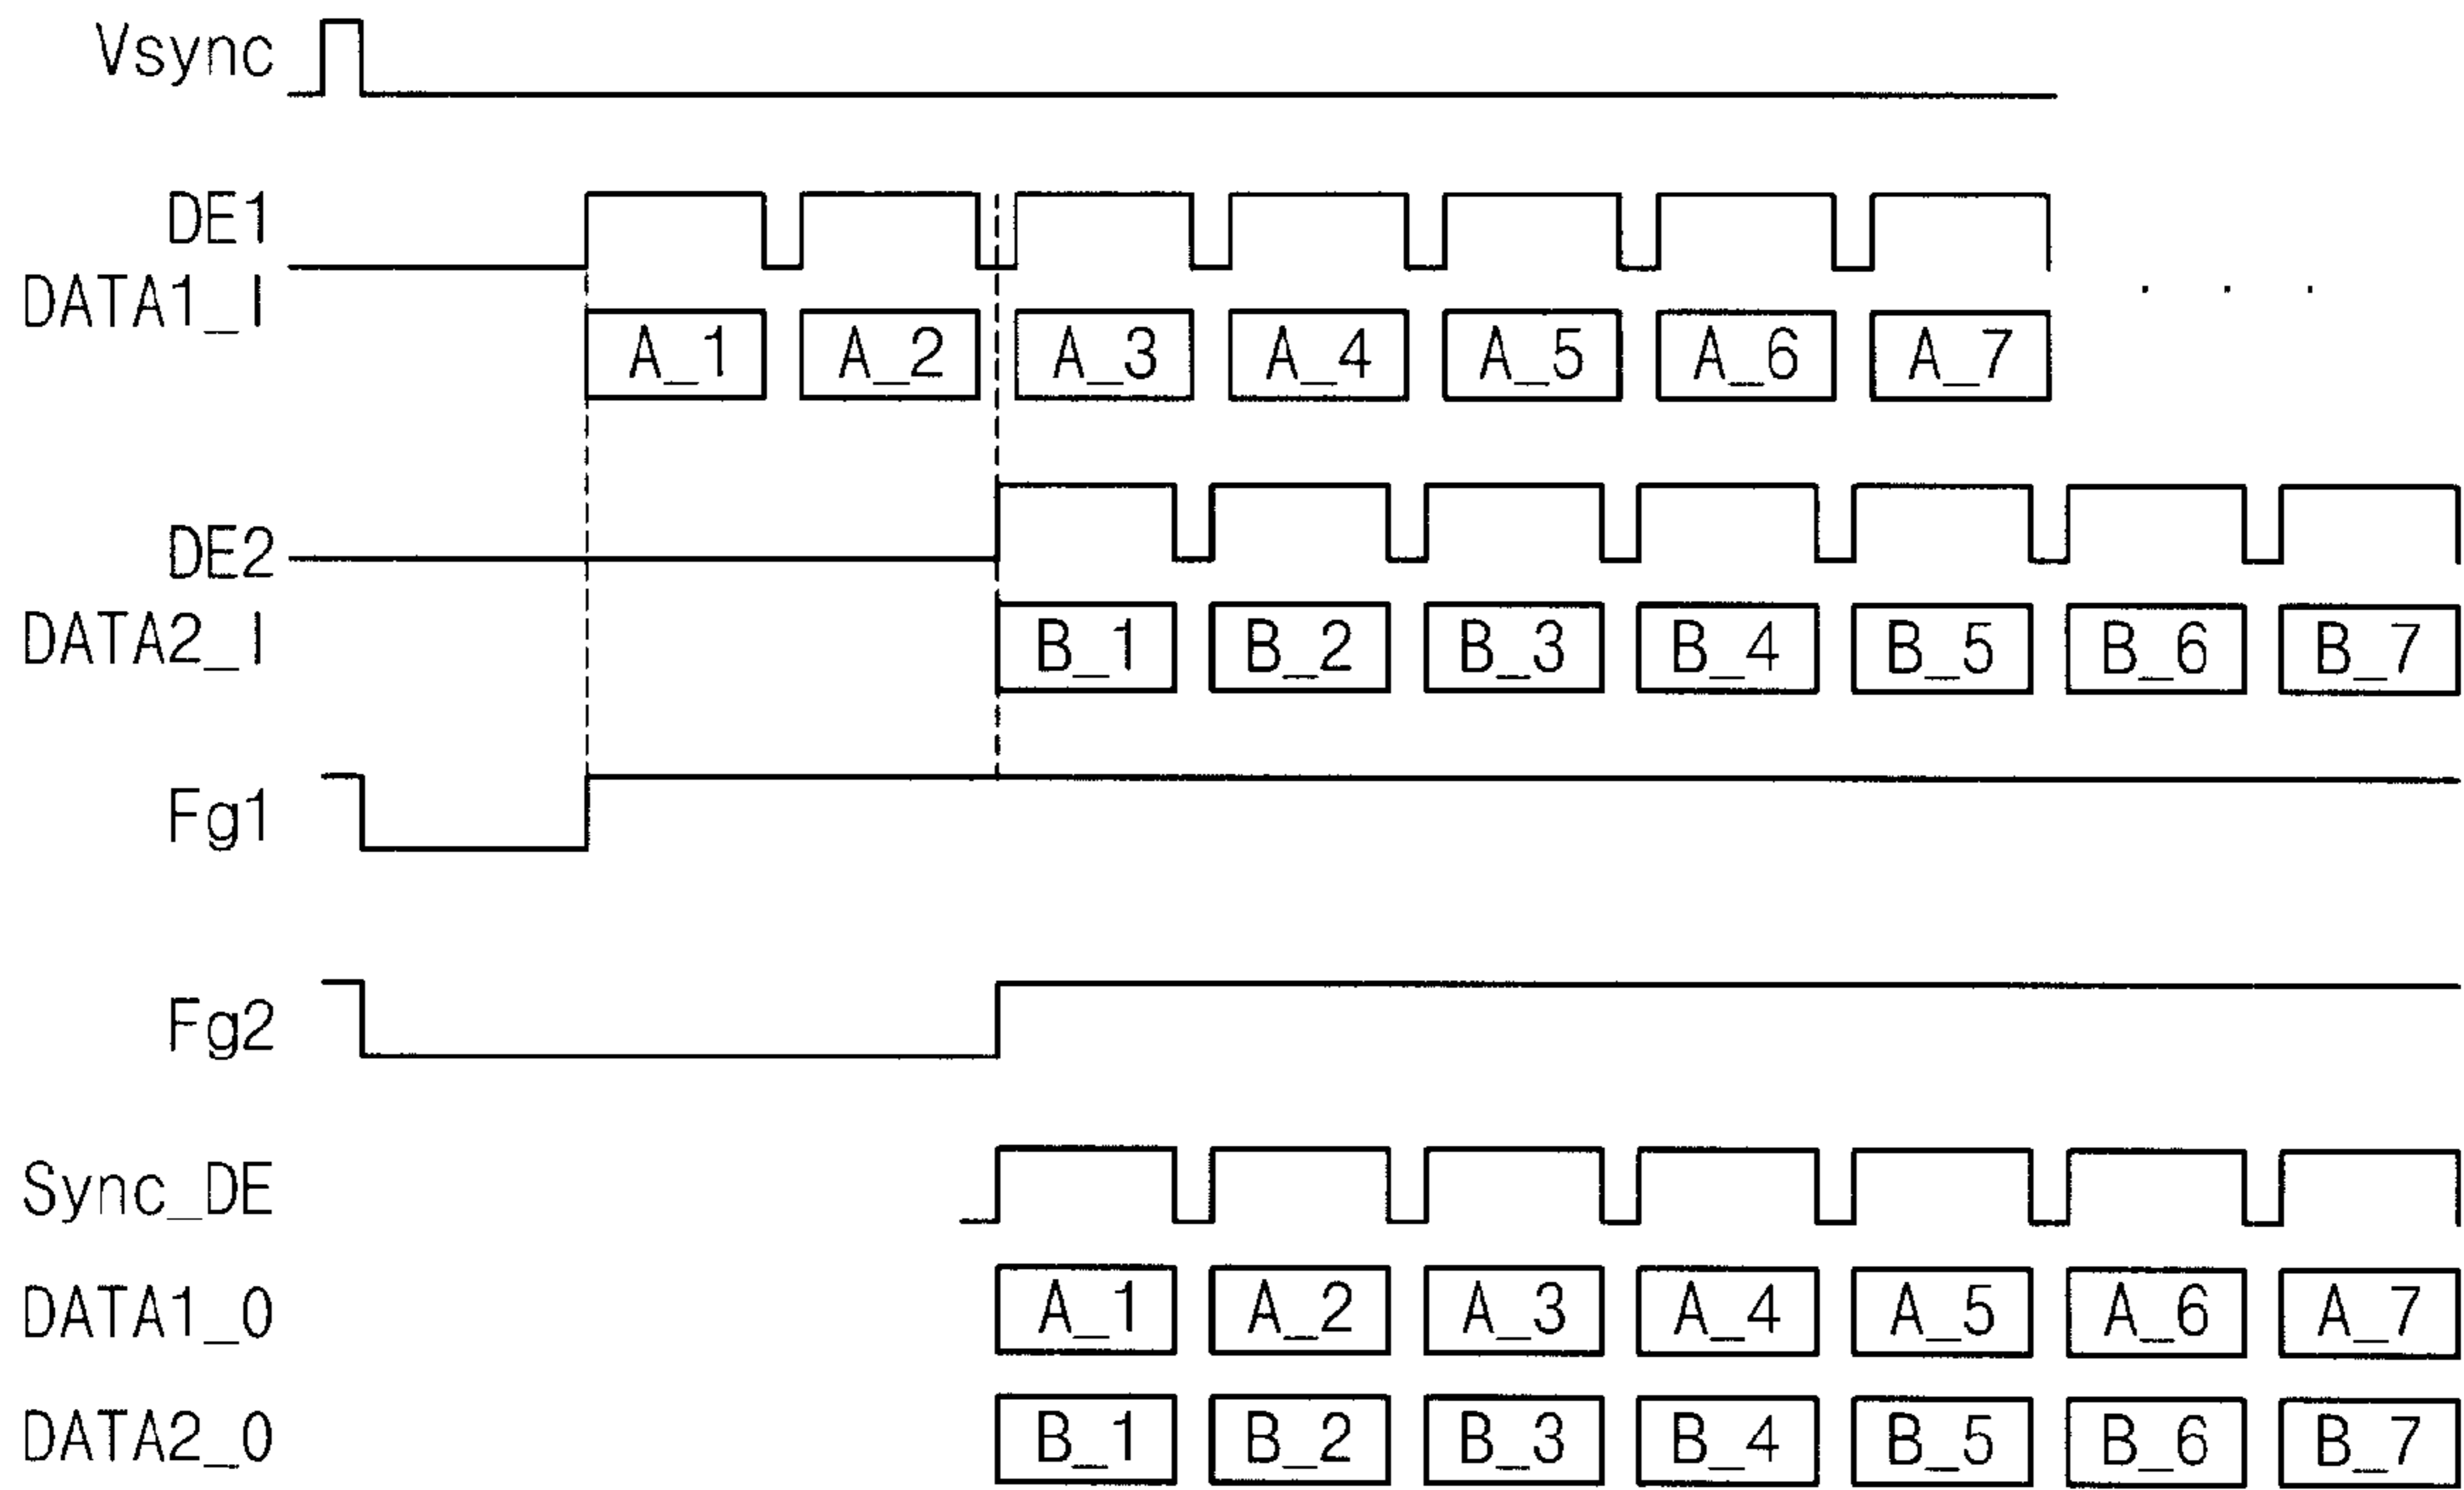 Vsync
DE1
DATA1_I
A_1 A_2 A_3 A_4 A_5 A_6 A_7
. . .
DE2
DATA2_I
B_1 B_2 B_3 B_4 B_5 B_6 B_7
Fg1
Fg2
Sync_DE
DATA1_0 A_1 A_2 A_3 A_4 A_5 A_6 A_7
DATA2_0 B_1 B_2 B_3 B_4 B_5 B_6 B_7